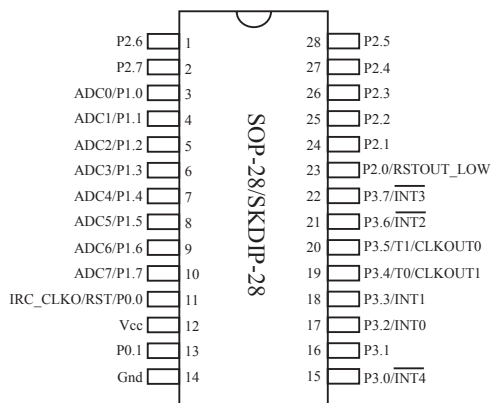 P2.6 1 28 P2.5
P2.7 2 27 P2.4
ADC0/P1.0 3 26 P2.3
ADC1/P1.1 4 25 P2.2
ADC2/P1.2 5 24 P2.1
ADC3/P1.3 6 23 P2.0/RSTOUT_LOW
ADC4/P1.4 7 22 P3.7/INT3
ADC5/P1.5 8 21 P3.6/INT2
ADC6/P1.6 9 20 P3.5/T1/CLKOUT0
ADC7/P1.7 10 19 P3.4/T0/CLKOUT1
IRC_CLKO/RST/P0.0 11 18 P3.3/INT1
Vcc 12 17 P3.2/INT0
P0.1 13 16 P3.1
Gnd 14 15 P3.0/INT4
SOP-28/SKDIP-28